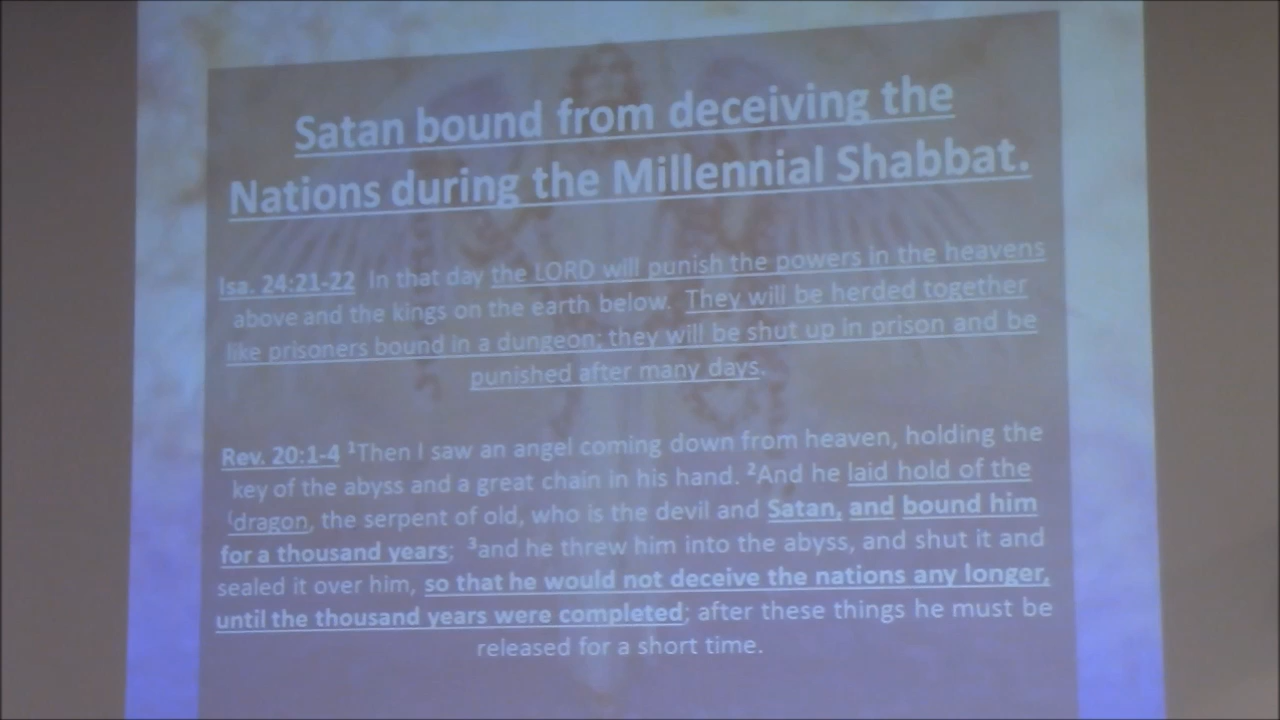 Satan bound from deceiving the
Nations during the Millennial Shabbat.
Isa. 24:21-22 In that day the LORD will punish the powers in the heavens
above and the kings on the earth below. They will be herded together
like prisoners bound in a dungeon; they will be shut up in prison and be
punished after many days.
Rev. 20:1-4 ¹Then I saw an angel coming down from heaven, holding the
key of the abyss and a great chain in his hand. ²And he laid hold of the
dragon, the serpent of old, who is the devil and Satan, and bound him
for a thousand years; ³and he threw him into the abyss, and shut it and
sealed it over him, so that he would not deceive the nations any longer,
until the thousand years were completed; after these things he must be
released for a short time.